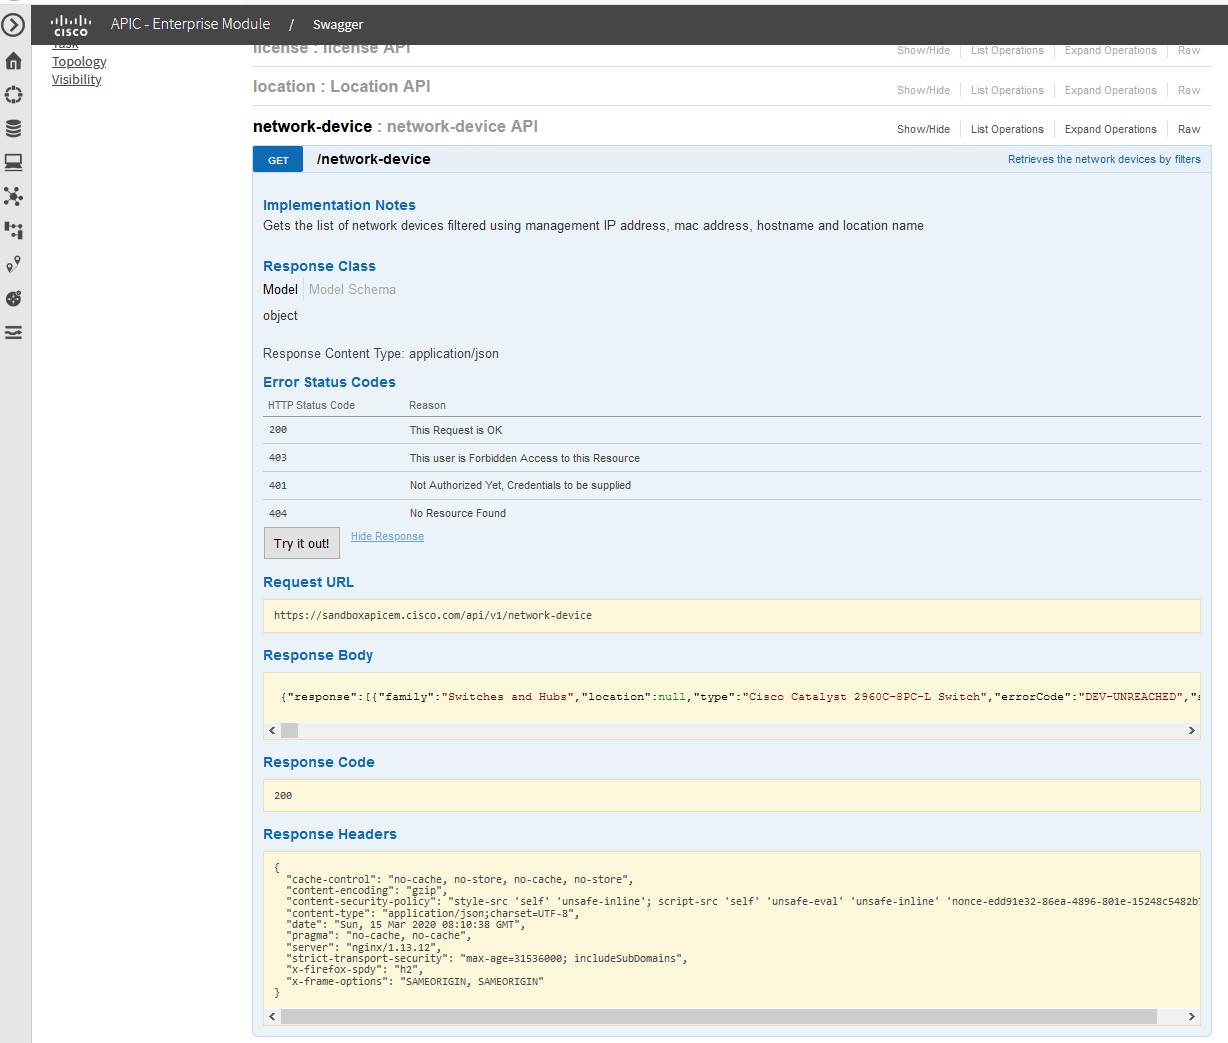 CISCO APIC - Enterprise Module / Swagger
Task
Topology
Visibility
license : license API Show/Hide List Operations Expand Operations Raw
location : Location API Show/Hide List Operations Expand Operations Raw
network-device : network-device API Show/Hide List Operations Expand Operations Raw
GET /network-device Retrieves the network devices by filters
Implementation Notes
Gets the list of network devices filtered using management IP address, mac address, hostname and location name
Response Class
Model Model Schema
object
Response Content Type: application/json
Error Status Codes
HTTP Status Code Reason
200 This Request is OK
403 This user is Forbidden Access to this Resource
401 Not Authorized Yet, Credentials to be supplied
404 No Resource Found
Try it out! Hide Response
Request URL
https://sandboxapicem.cisco.com/api/v1/network-device
Response Body
{"response":[{"family":"Switches and Hubs","location":null,"type":"Cisco Catalyst 2960C-8PC-L Switch","errorCode":"DEV-UNREACHED","s
Response Code
200
Response Headers
{
"cache-control": "no-cache, no-store, no-cache, no-store",
"content-encoding": "gzip",
"content-security-policy": "style-src 'self' 'unsafe-inline'; script-src 'self' 'unsafe-eval' 'unsafe-inline' 'nonce-edd91e32-86ea-4896-801e-15248c5482b
"content-type": "application/json;charset=UTF-8",
"date": "Sun, 15 Mar 2020 08:10:38 GMT",
"pragma": "no-cache, no-cache",
"server": "nginx/1.13.12",
"strict-transport-security": "max-age=31536000; includeSubDomains",
"x-firefox-spdy": "h2",
"x-frame-options": "SAMEORIGIN, SAMEORIGIN"
}